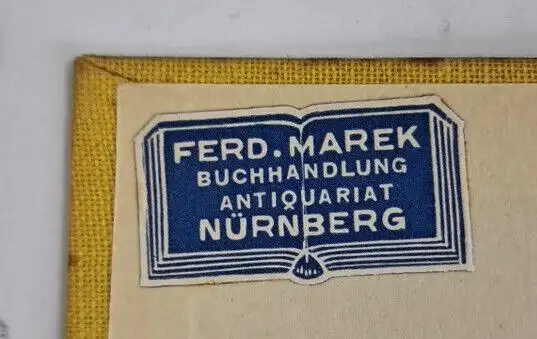 FERD. MAREK
BUCHHANDLUNG
ANTIQUARIAT
NÜRNBERG